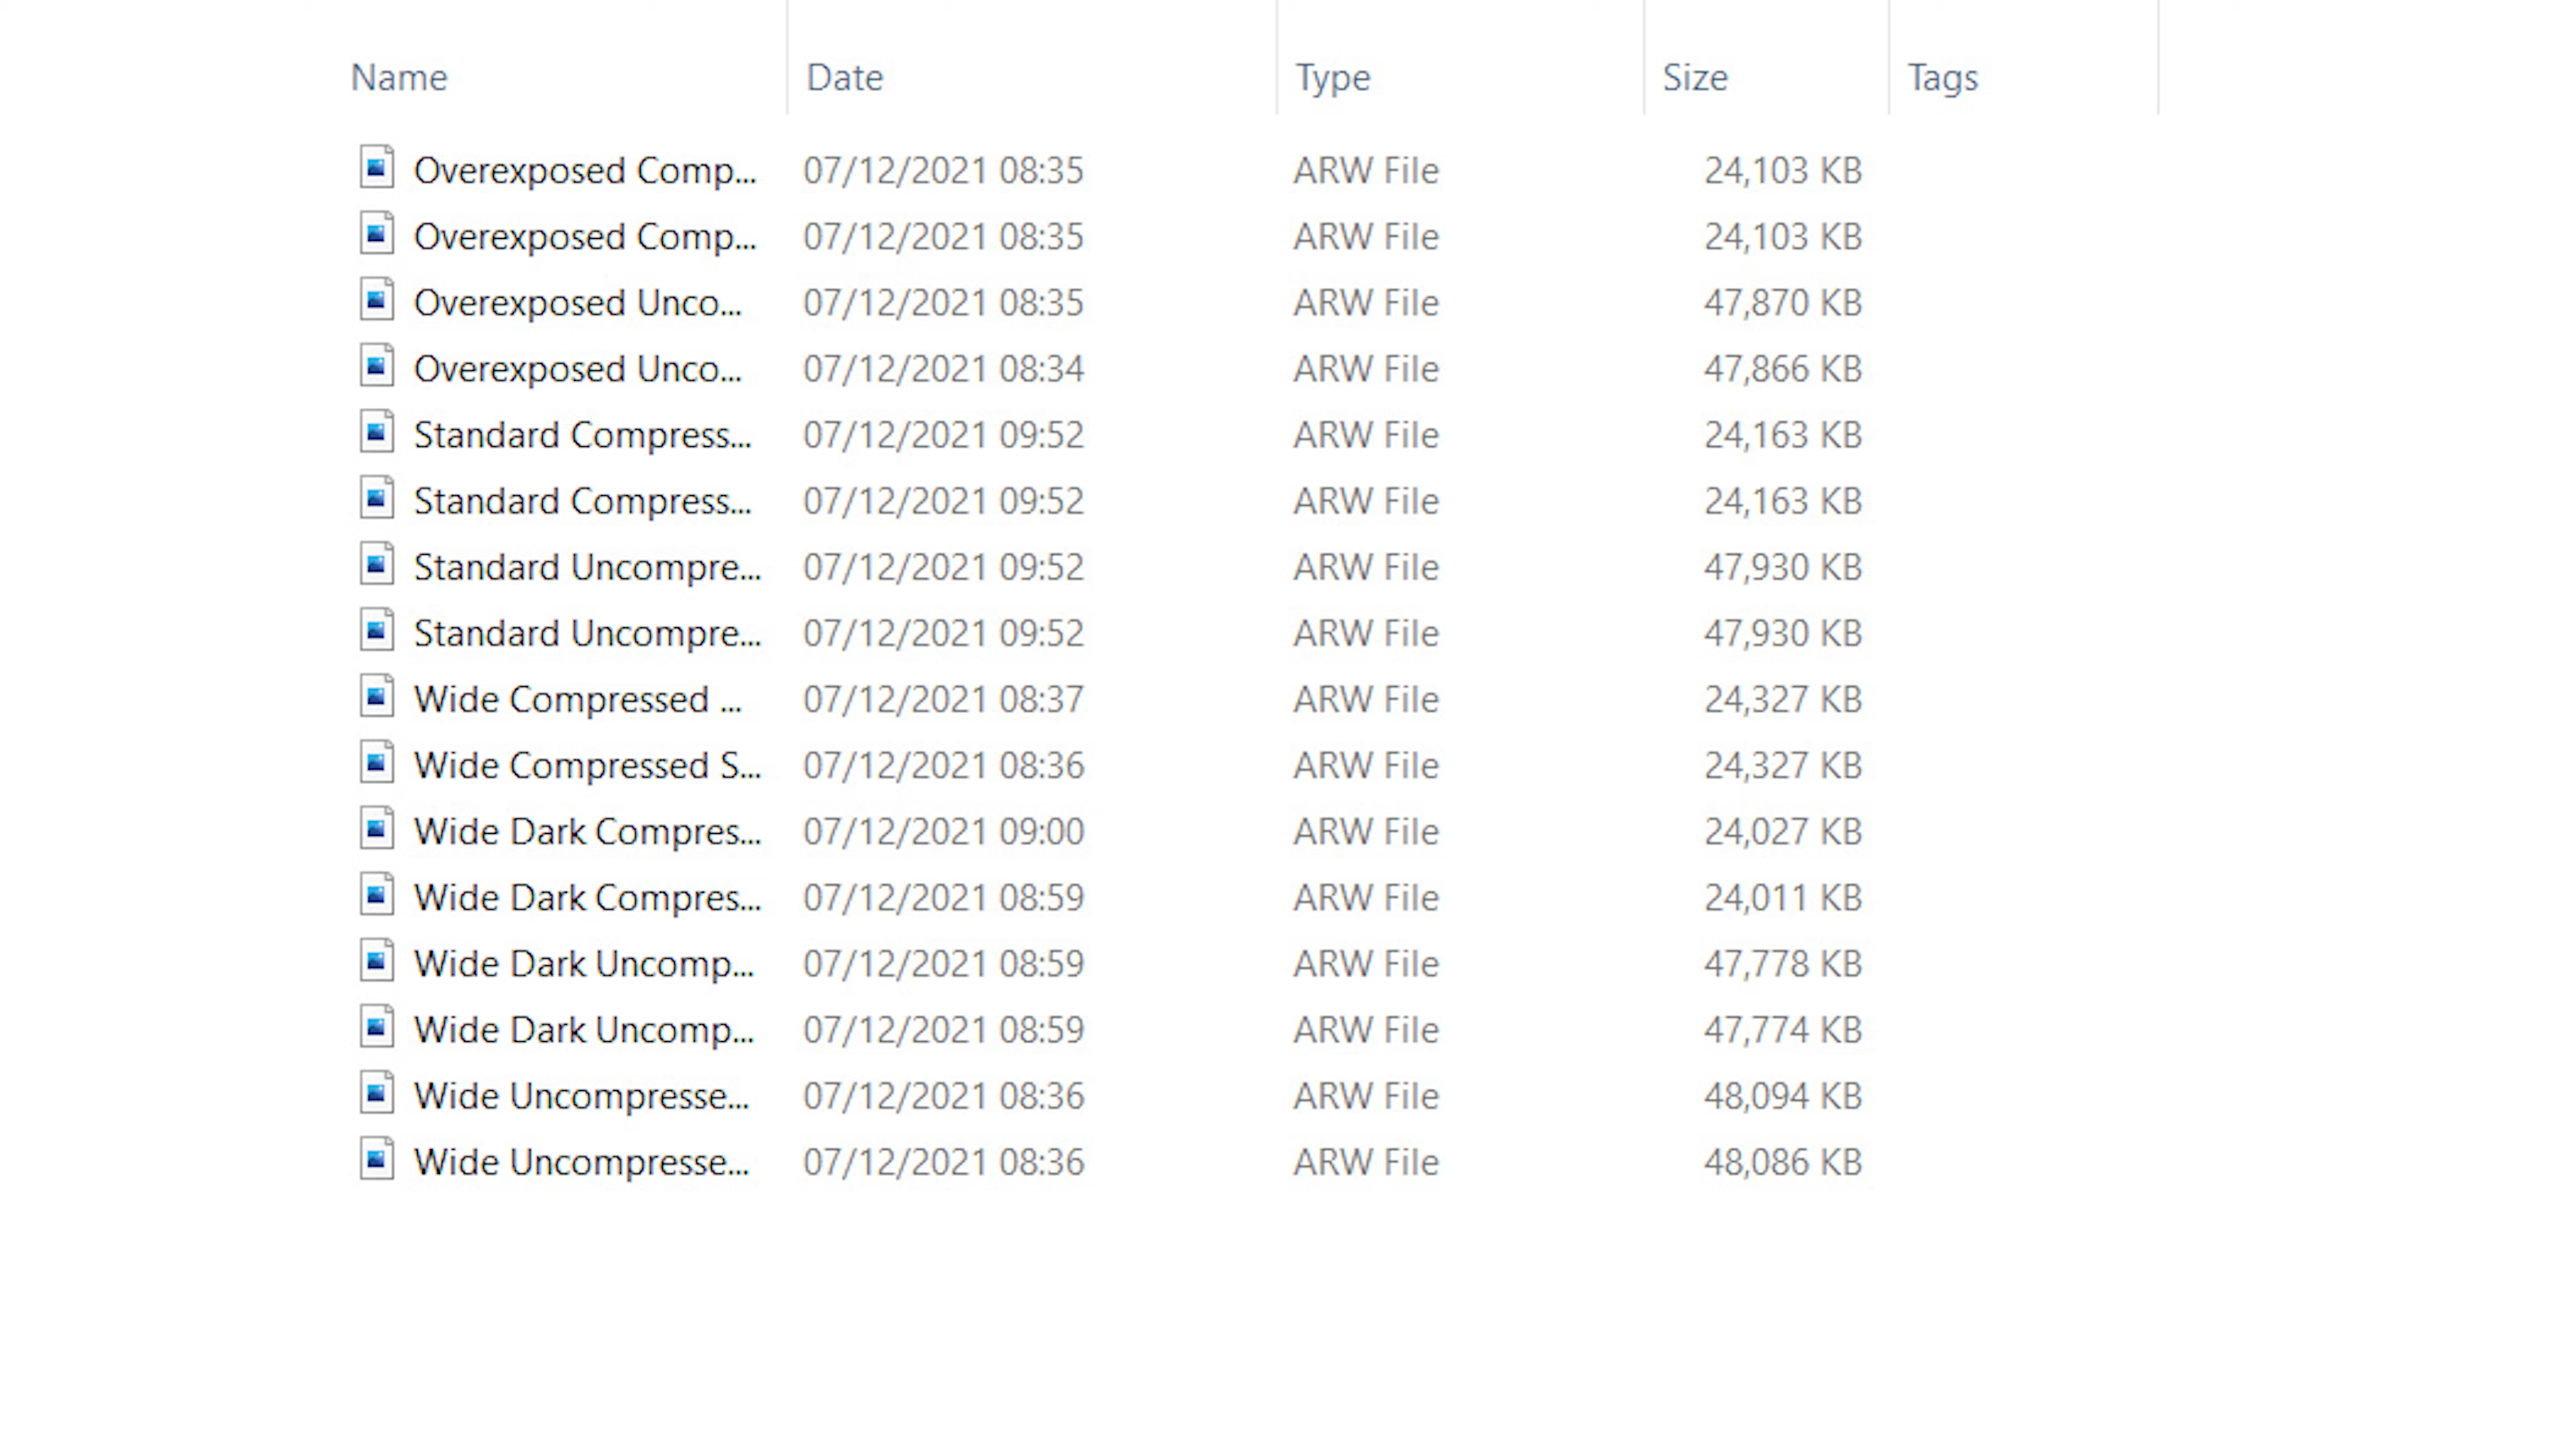 Name Date Type Size Tags
Overexposed Comp... 07/12/2021 08:35 ARW File 24,103 KB
Overexposed Comp... 07/12/2021 08:35 ARW File 24,103 KB
Overexposed Unco... 07/12/2021 08:35 ARW File 47,870 KB
Overexposed Unco... 07/12/2021 08:34 ARW File 47,866 KB
Standard Compress... 07/12/2021 09:52 ARW File 24,163 KB
Standard Compress... 07/12/2021 09:52 ARW File 24,163 KB
Standard Uncompre... 07/12/2021 09:52 ARW File 47,930 KB
Standard Uncompre... 07/12/2021 09:52 ARW File 47,930 KB
Wide Compressed ... 07/12/2021 08:37 ARW File 24,327 KB
Wide Compressed S... 07/12/2021 08:36 ARW File 24,327 KB
Wide Dark Compres... 07/12/2021 09:00 ARW File 24,027 KB
Wide Dark Compres... 07/12/2021 08:59 ARW File 24,011 KB
Wide Dark Uncomp... 07/12/2021 08:59 ARW File 47,778 KB
Wide Dark Uncomp... 07/12/2021 08:59 ARW File 47,774 KB
Wide Uncompresse... 07/12/2021 08:36 ARW File 48,094 KB
Wide Uncompresse... 07/12/2021 08:36 ARW File 48,086 KB